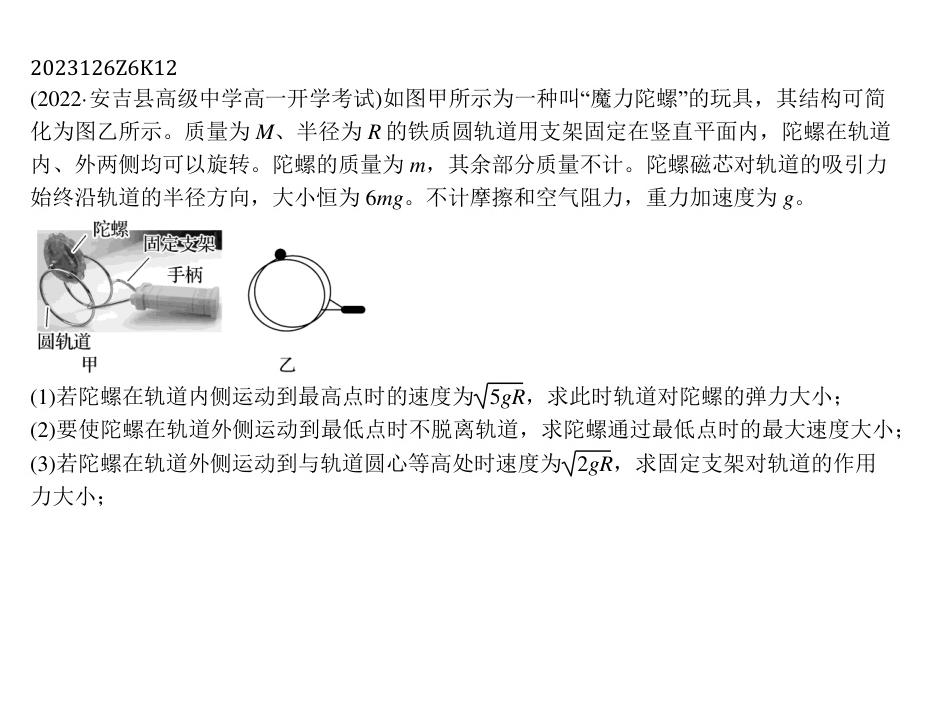 2023126Z6K12
(2022·安吉县高级中学高一开学考试)如图甲所示为一种叫“魔力陀螺”的玩具，其结构可简
化为图乙所示。质量为 M、半径为 R 的铁质圆轨道用支架固定在竖直平面内，陀螺在轨道
内、外两侧均可以旋转。陀螺的质量为 m，其余部分质量不计。陀螺磁芯对轨道的吸引力
始终沿轨道的半径方向，大小恒为 6mg。不计摩擦和空气阻力，重力加速度为 g。
陀螺
固定支架
手柄
圆轨道
甲
乙
(1)若陀螺在轨道内侧运动到最高点时的速度为√5gR，求此时轨道对陀螺的弹力大小；
(2)要使陀螺在轨道外侧运动到最低点时不脱离轨道，求陀螺通过最低点时的最大速度大小；
(3)若陀螺在轨道外侧运动到与轨道圆心等高处时速度为√2gR，求固定支架对轨道的作用
力大小；